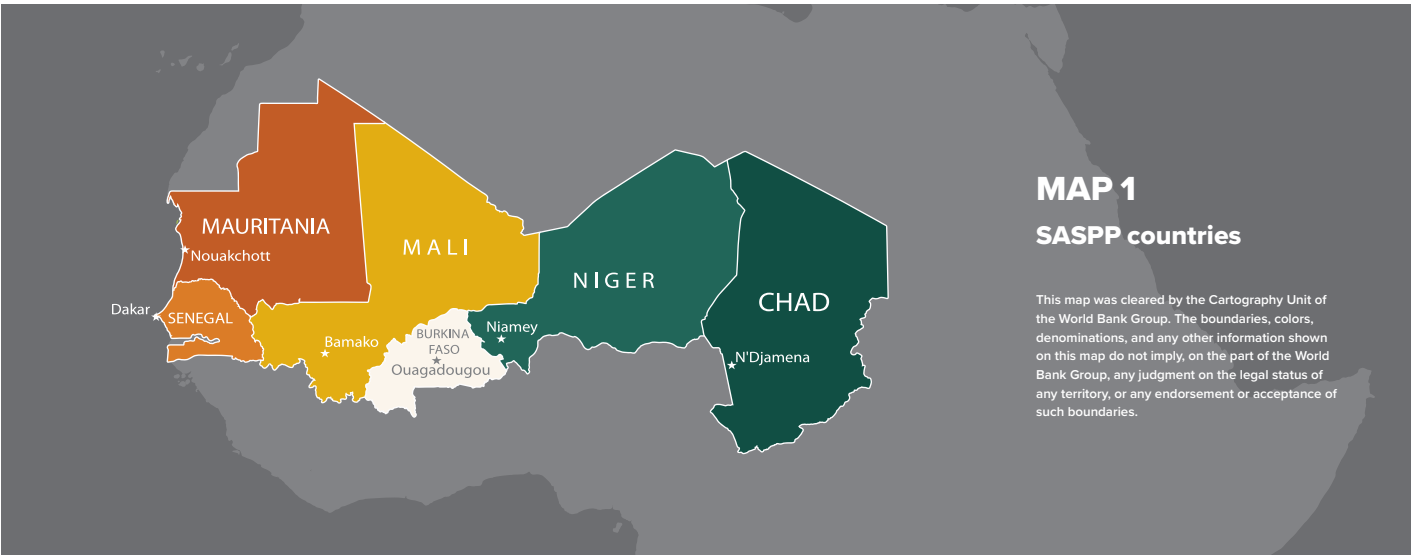 MAURITANIA
Nouakchott
MALI
Dakar
SENEGAL
Bamako
BURKINA
FASO
Ouagadougou
Niamey
NIGER
CHAD
N'Djamena
MAP 1
SASPP countries
This map was cleared by the Cartography Unit of
the World Bank Group. The boundaries, colors,
denominations, and any other information shown
on this map do not imply, on the part of the World
Bank Group, any judgment on the legal status of
any territory, or any endorsement or acceptance of
such boundaries.